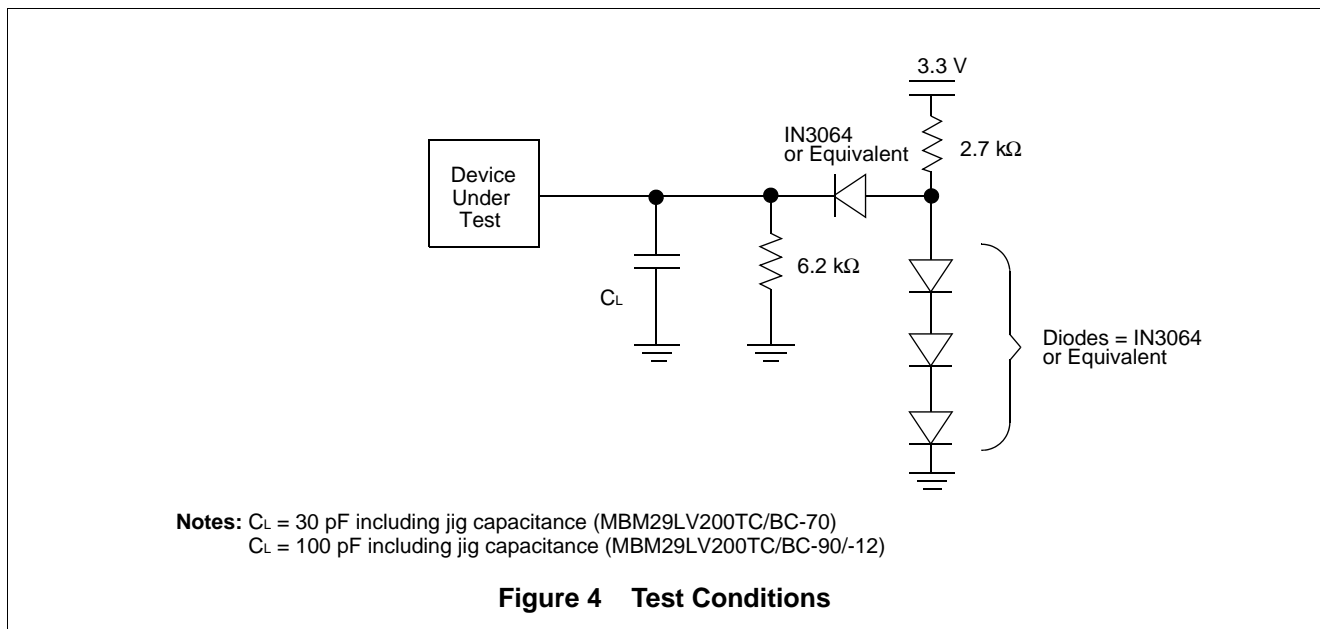 3.3 V
IN3064
or Equivalent
2.7 kΩ
Device
Under
Test
6.2 kΩ
CL
Diodes = IN3064
or Equivalent
Notes: CL = 30 pF including jig capacitance (MBM29LV200TC/BC-70)
CL = 100 pF including jig capacitance (MBM29LV200TC/BC-90/-12)
Figure 4 Test Conditions